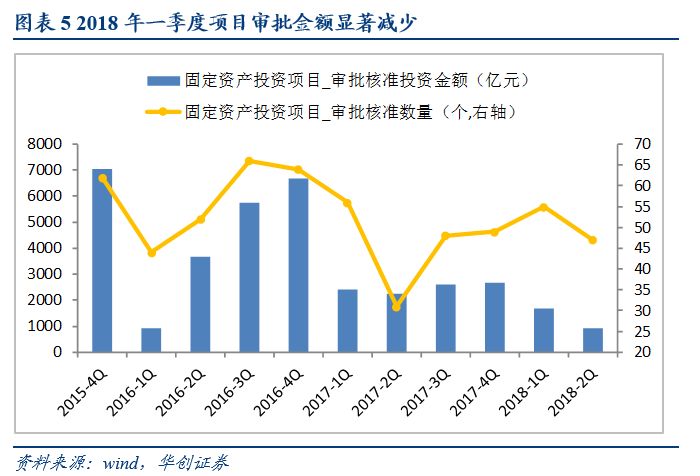 图表 5 2018 年一季度项目审批金额显著减少
固定资产投资项目_审批核准投资金额（亿元）
固定资产投资项目_审批核准数量（个,右轴）
8000 70
7000 65
6000 60
5000 55
4000 50
3000 45
2000 40
1000 35
0 30
25
20
2015-4Q 2016-1Q 2016-2Q 2016-3Q 2016-4Q 2017-1Q 2017-2Q 2017-3Q 2017-4Q 2018-1Q 2018-2Q
资料来源：wind，华创证券